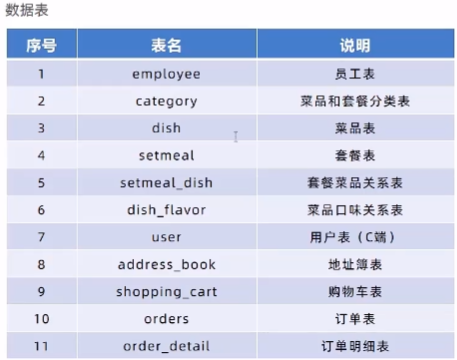 数据表
序号 表名 说明
1 employee 员工表
2 category 菜品和套餐分类表
3 dish 菜品表
4 setmeal 套餐表
5 setmeal_dish 套餐菜品关系表
6 dish_flavor 菜品口味关系表
7 user 用户表（C端）
8 address_book 地址簿表
9 shopping_cart 购物车表
10 orders 订单表
11 order_detail 订单明细表